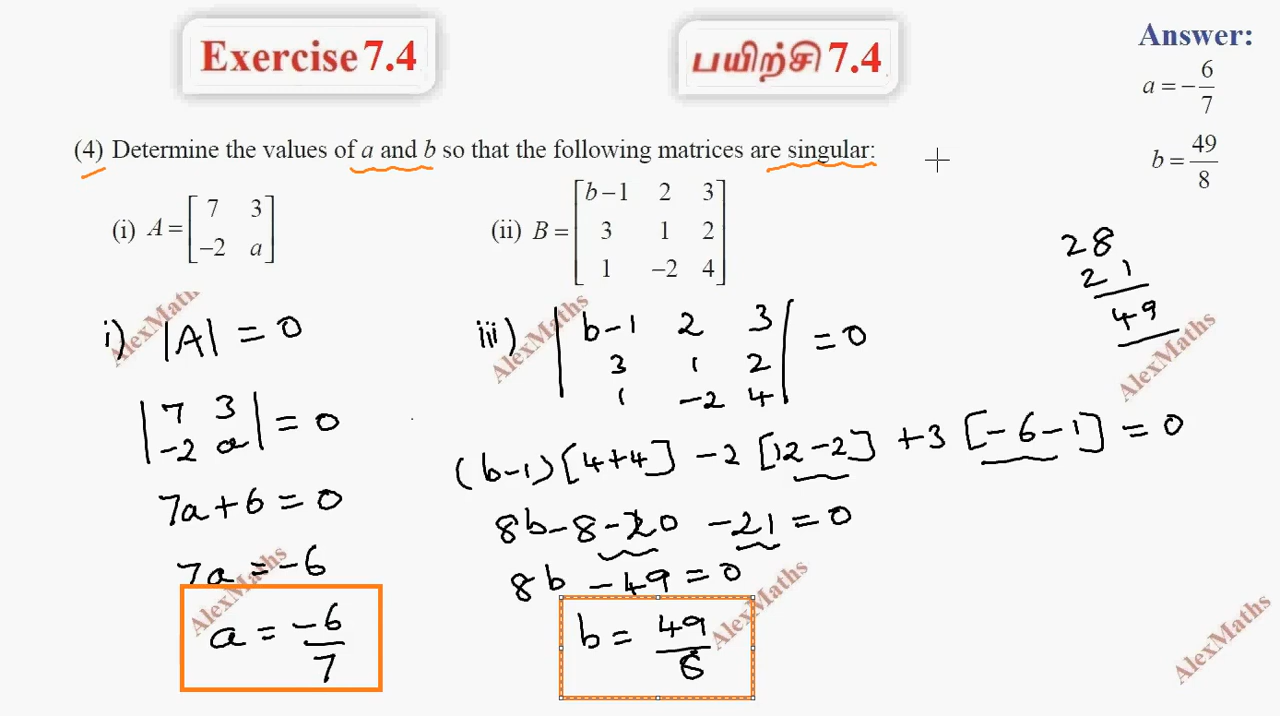 Exercise 7.4
பயிற்சி 7.4
Answer:
a = -6/7
b = 49/8
(4) Determine the values of a and b so that the following matrices are singular:
(i) A = [7 3
-2 a]
(ii) B = [b-1 2 3
3 1 2
1 -2 4]
28
21
49
i) |A| = 0
|7 3
-2 a| = 0
7a + 6 = 0
7a = -6
a = -6/7
iii) |b-1 2 3
3 1 2
1 -2 4| = 0
(b-1)[4+4] -2[12-2] +3[-6-1] = 0
8b-8-20 -21 = 0
8b - 49 = 0
b = 49/8
AlexMaths
AlexMaths
AlexMaths
AlexMaths
AlexMaths
AlexMaths